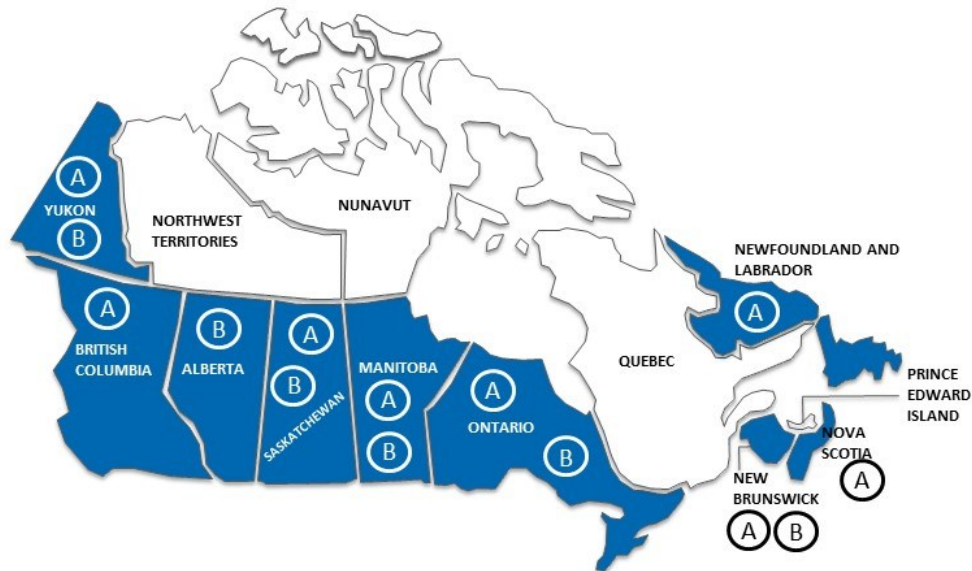 A
YUKON
B
NORTHWEST
TERRITORIES
NUNAVUT
NEWFOUNDLAND AND
LABRADOR
A
A
BRITISH
COLUMBIA
B
ALBERTA
A
B
SASKATCHEWAN
MANITOBA
A
B
A
ONTARIO
B
QUEBEC
PRINCE
EDWARD
ISLAND
NOVA
SCOTIA
A
NEW
BRUNSWICK
A B